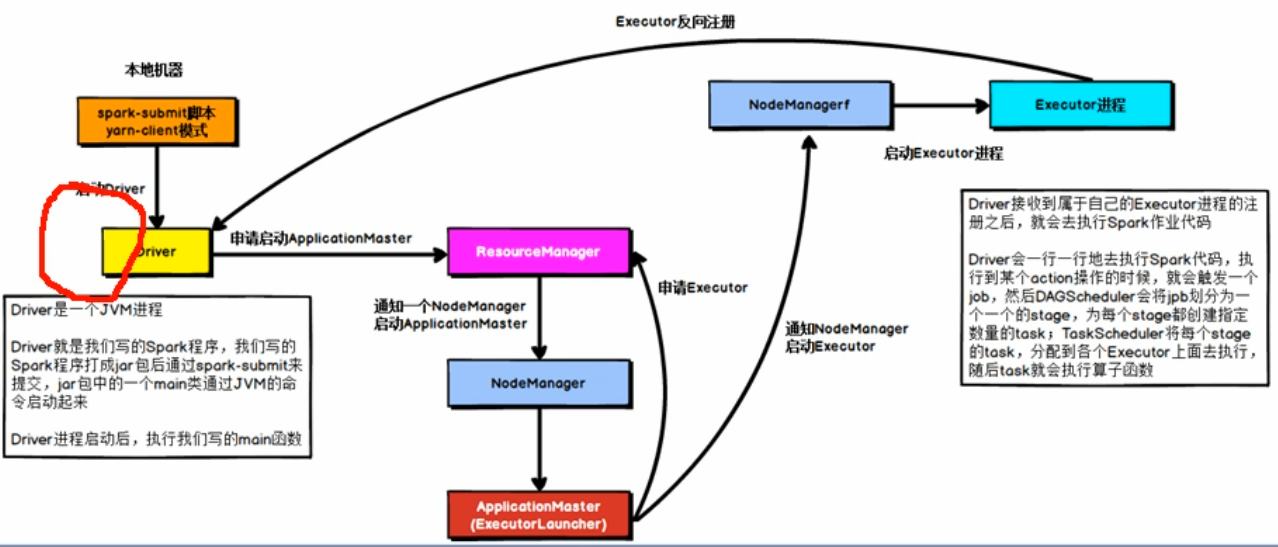 Executor反向注册
本地机器
spark-submit脚本
yarn-client模式
NodeManagerf
Executor进程
启动Executor进程
启动Driver
Driver
申请启动ApplicationMaster
ResourceManager
申请Executor
通知一个NodeManager
启动ApplicationMaster
通知NodeManager
启动Executor
NodeManager
ApplicationMaster
(ExecutorLauncher)
Driver是一个JVM进程
Driver就是我们写的Spark程序，我们写的
Spark程序打成jar包后通过spark-submit来
提交，jar包中的一个main类通过JVM的命
令启动起来
Driver进程启动后，执行我们写的main函数
Driver接收到属于自己的Executor进程的注
册之后，就会去执行Spark作业代码
Driver会一行一行地去执行Spark代码，执
行到某个action操作的时候，就会触发一个
job，然后DAGScheduler会将jpb划分为一
个一个的stage，为每个stage都创建指定
数量的task；TaskScheduler将每个stage
的task，分配到各个Executor上面去执行，
随后task就会执行算子函数